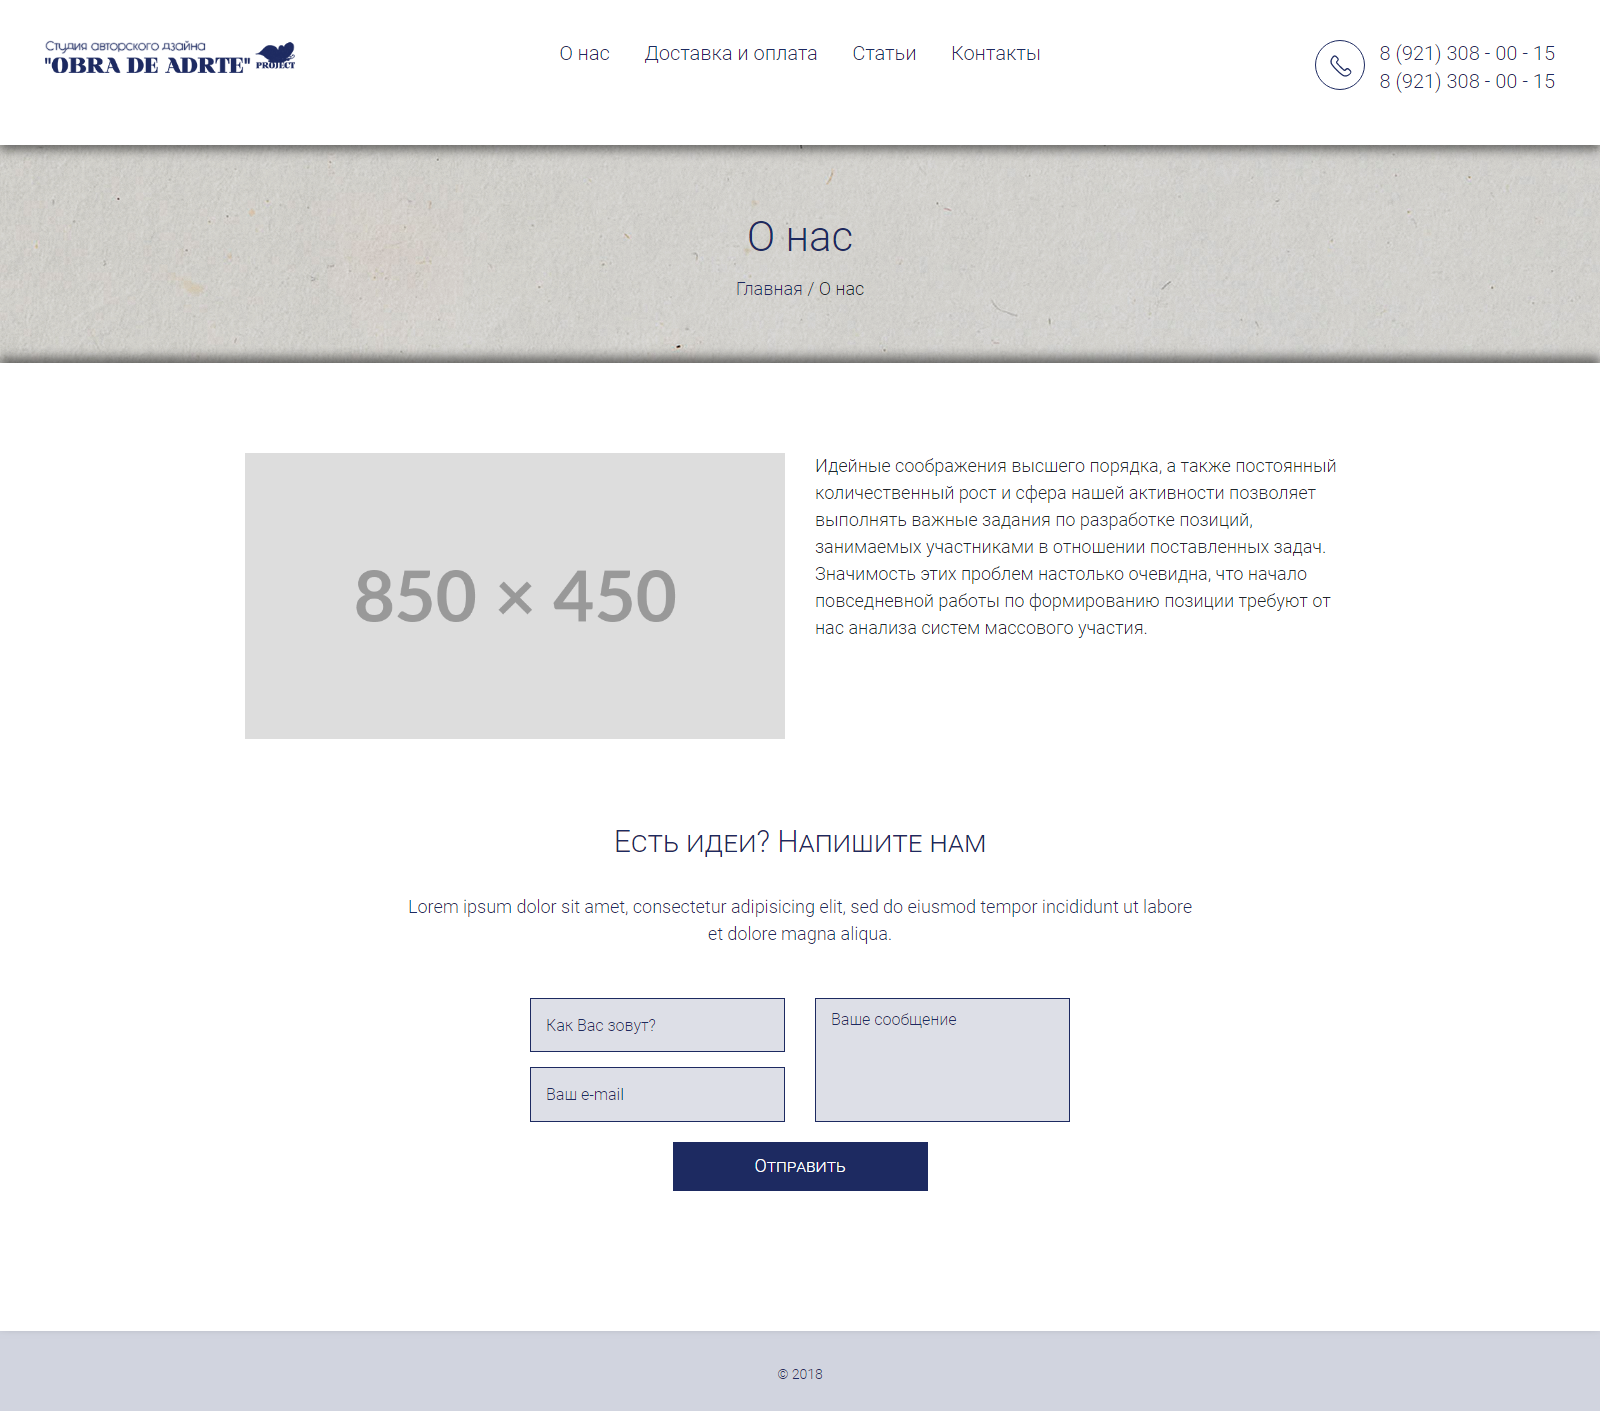 Студия авторского дзайна
"OBRA DE ADRTE" PROJECT
О нас
Доставка и оплата
Статьи
Контакты
8 (921) 308 - 00 - 15
8 (921) 308 - 00 - 15
О нас
Главная / О нас
850 × 450
Идейные соображения высшего порядка, а также постоянный
количественный рост и сфера нашей активности позволяет
выполнять важные задания по разработке позиций,
занимаемых участниками в отношении поставленных задач.
Значимость этих проблем настолько очевидна, что начало
повседневной работы по формированию позиции требуют от
нас анализа систем массового участия.
Есть идеи? Напишите нам
Lorem ipsum dolor sit amet, consectetur adipisicing elit, sed do eiusmod tempor incididunt ut labore
et dolore magna aliqua.
Как Вас зовут?
Ваш e-mail
Ваше сообщение
Отправить
© 2018